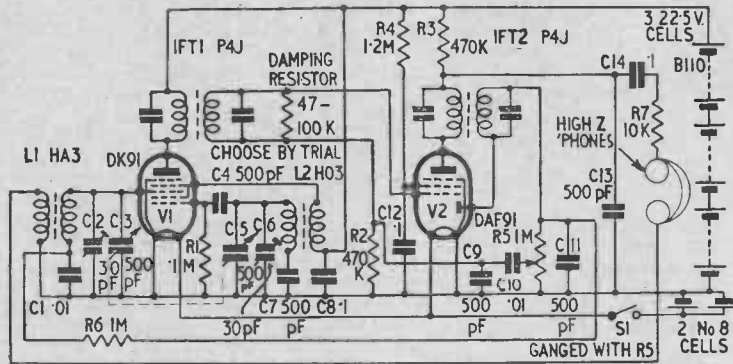 IFT1 P4J
R4
1.2M
R3
470K
IFT2 P4J
3 22.5 V.
CELLS
B110
DAMPING
RESISTOR
47–
100 K
CHOOSE BY TRIAL
C14 .1
R7
10K
HIGH Z
'PHONES
C13
500 pF
L1 HA3
DK91
V1
C4 500 pF
L2 HO3
C2
C3
30
pF
500
pF
R1
.1M
C5
C6
500
pF
30pF
C7 500
pF
C8 .1
R2
470
K
C12
.1
V2
DAF91
R5 1M
C9
500
pF
C10
.01
C11
500
pF
C1 .01
R6 1M
S1
2 No 8
CELLS
GANGED WITH R5